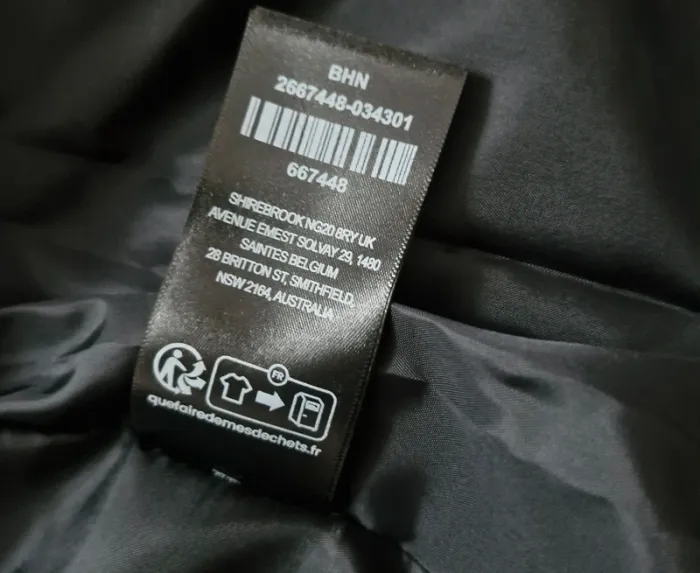 BHN
2667448-034301
667448
SHIREBROOK NG20 8RY UK
AVENUE EMEST SOLVAY 29, 1480
SAINTES BELGIUM
28 BRITTON ST, SMITHFIELD,
NSW 2164, AUSTRALIA
FR
quefairedemesdechets.fr